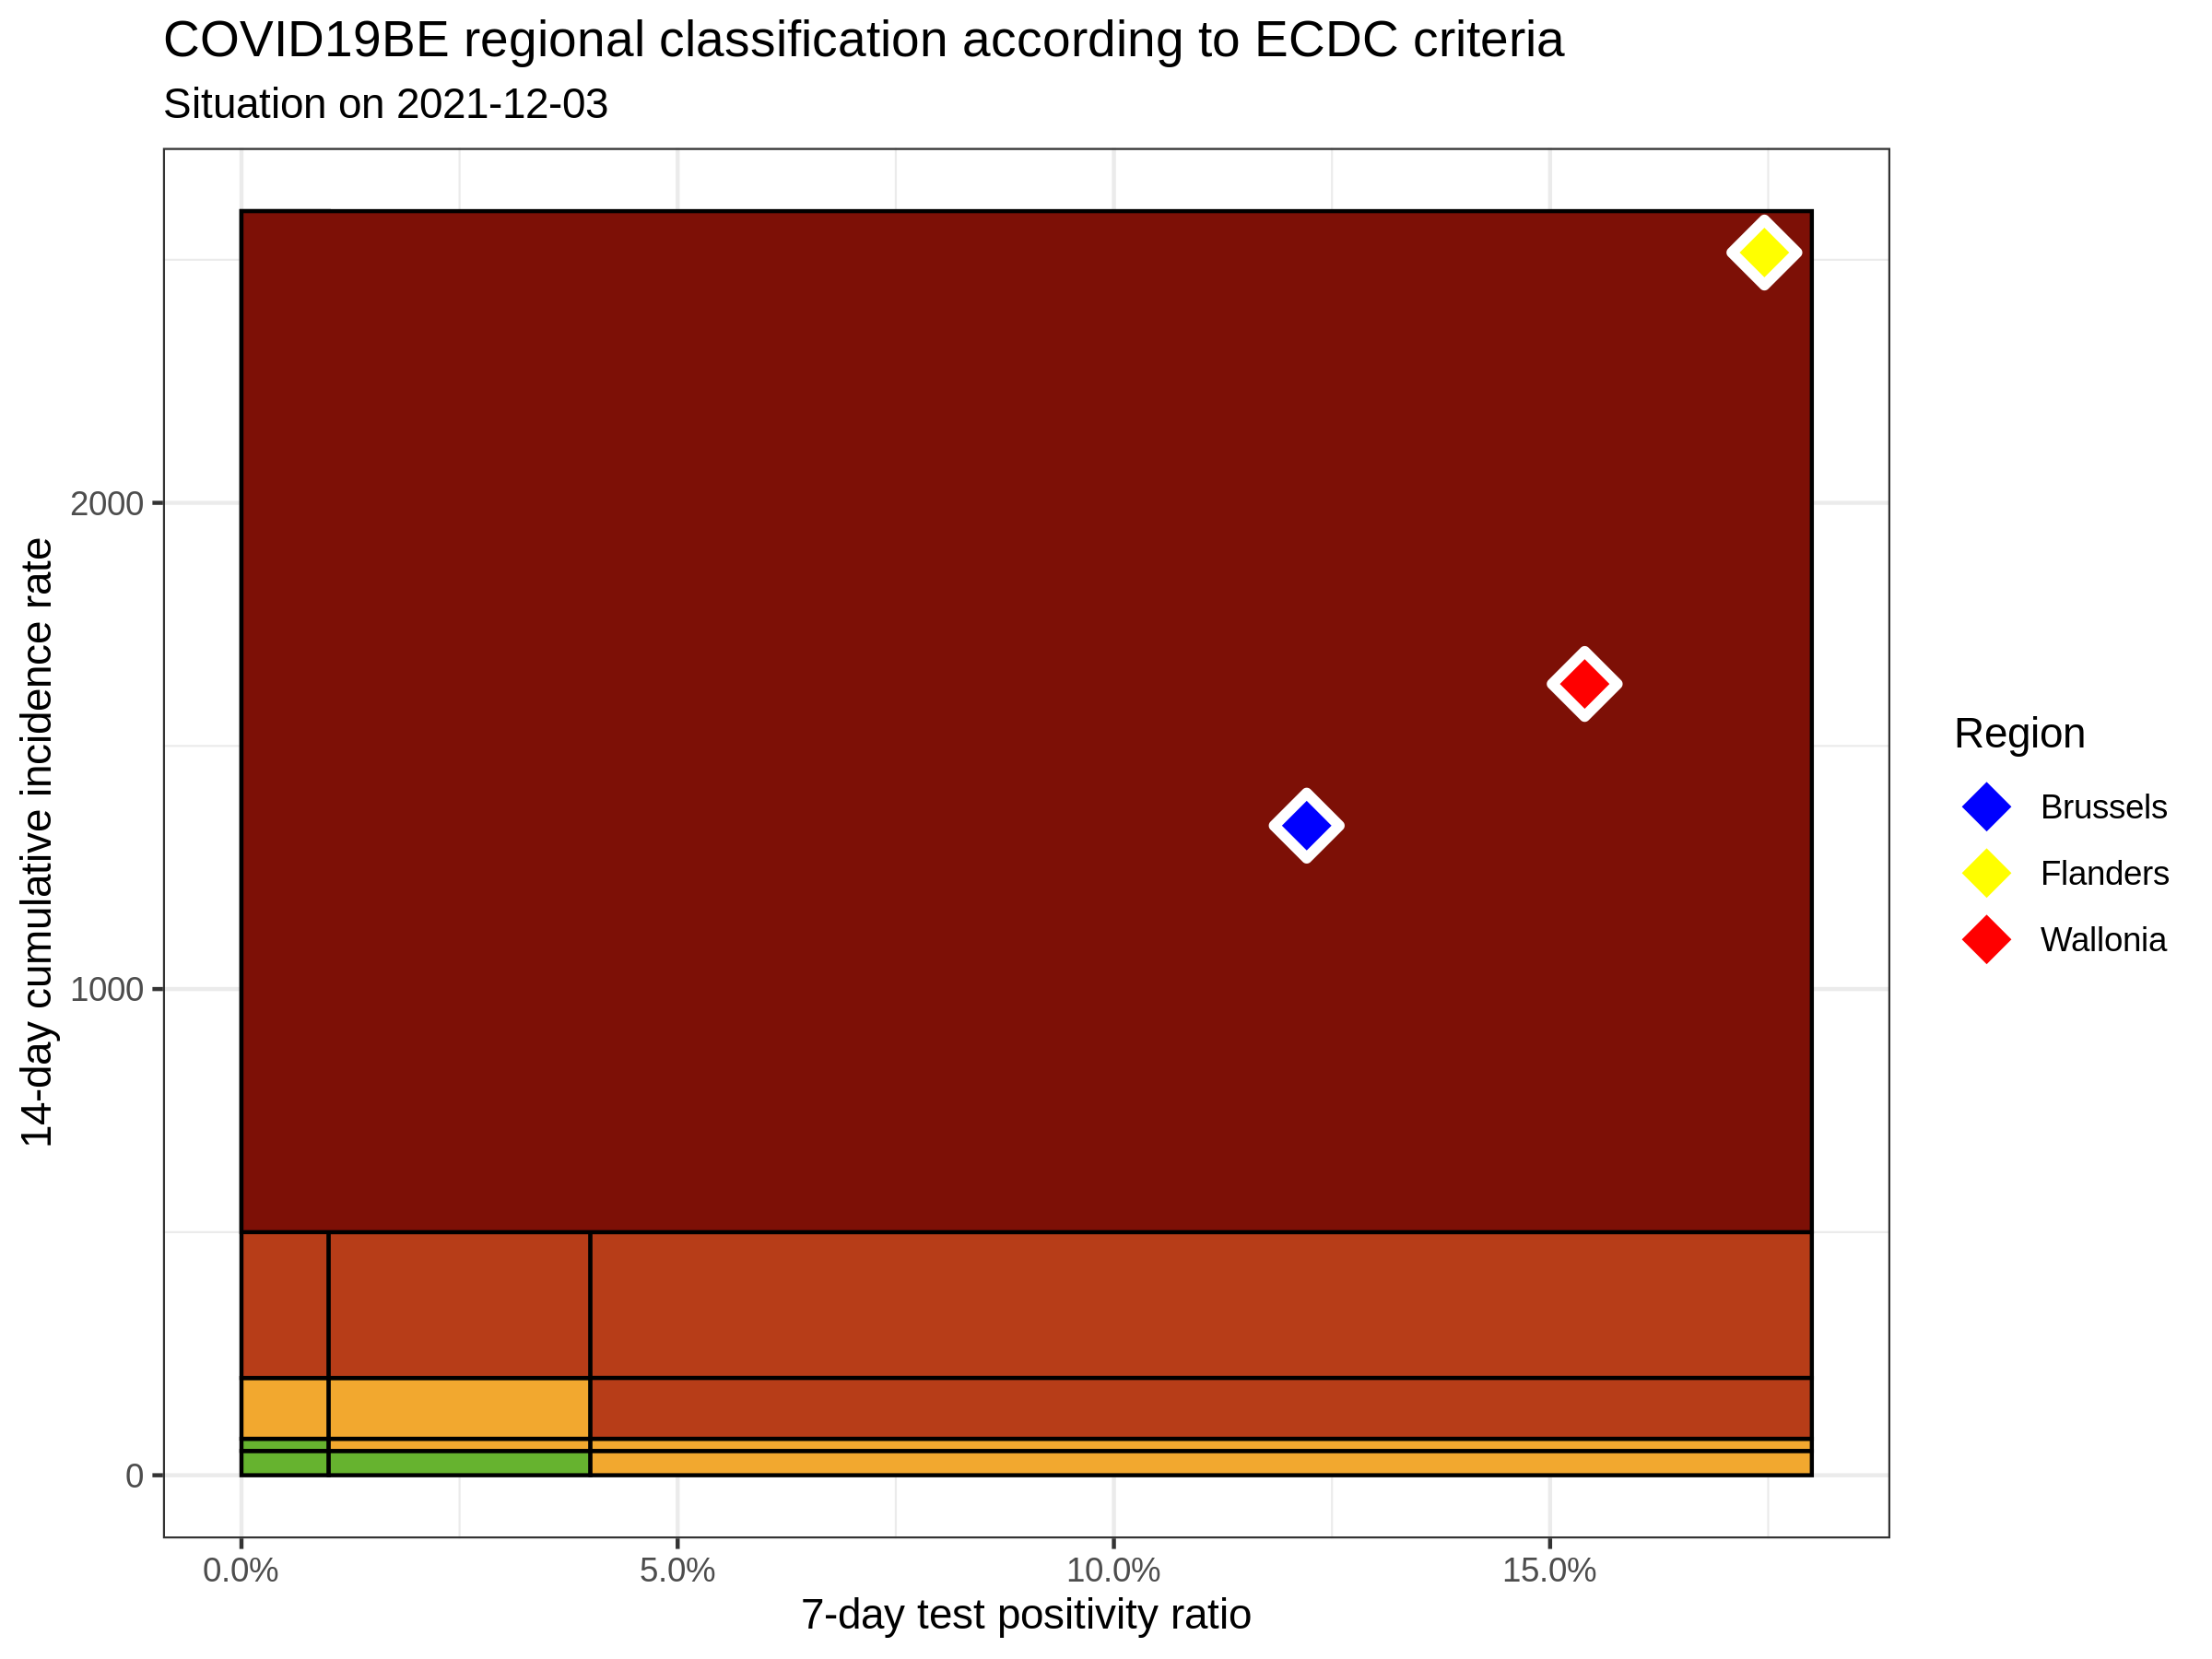 COVID19BE regional classification according to ECDC criteria
Situation on 2021-12-03
14-day cumulative incidence rate
2000
1000
0
0.0%
5.0%
10.0%
15.0%
7-day test positivity ratio
Region
Brussels
Flanders
Wallonia